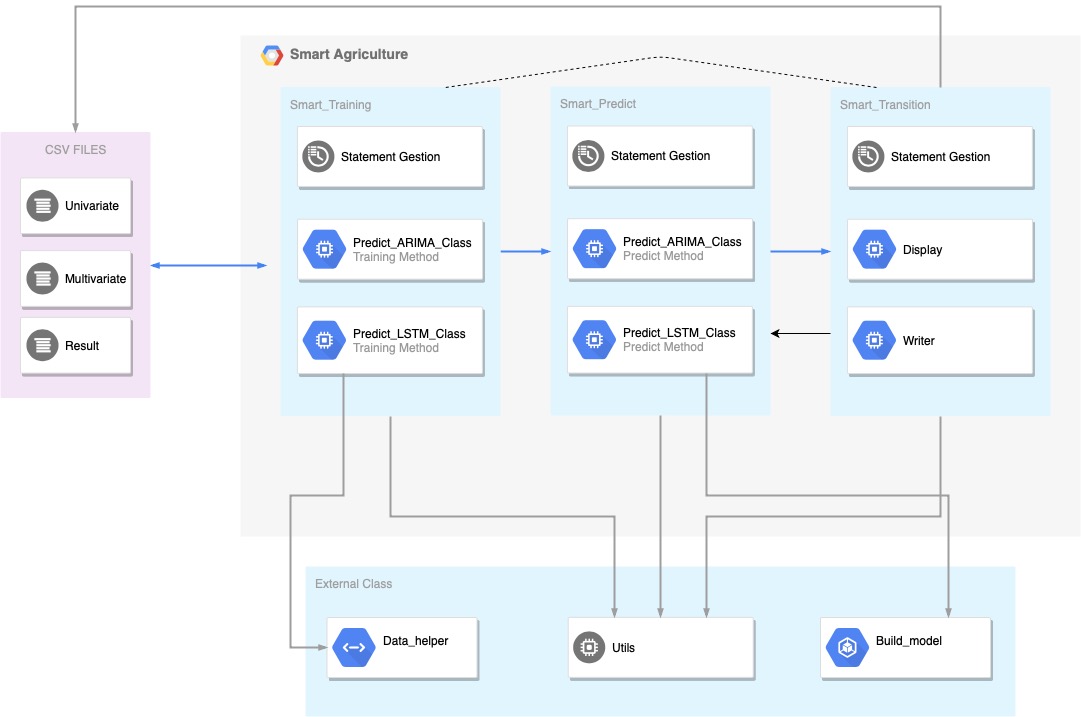 Smart Agriculture
CSV FILES
Univariate
Multivariate
Result
Smart_Training
Statement Gestion
Predict_ARIMA_Class
Training Method
Predict_LSTM_Class
Training Method
Smart_Predict
Statement Gestion
Predict_ARIMA_Class
Predict Method
Predict_LSTM_Class
Predict Method
Smart_Transition
Statement Gestion
Display
Writer
External Class
Data_helper
Utils
Build_model